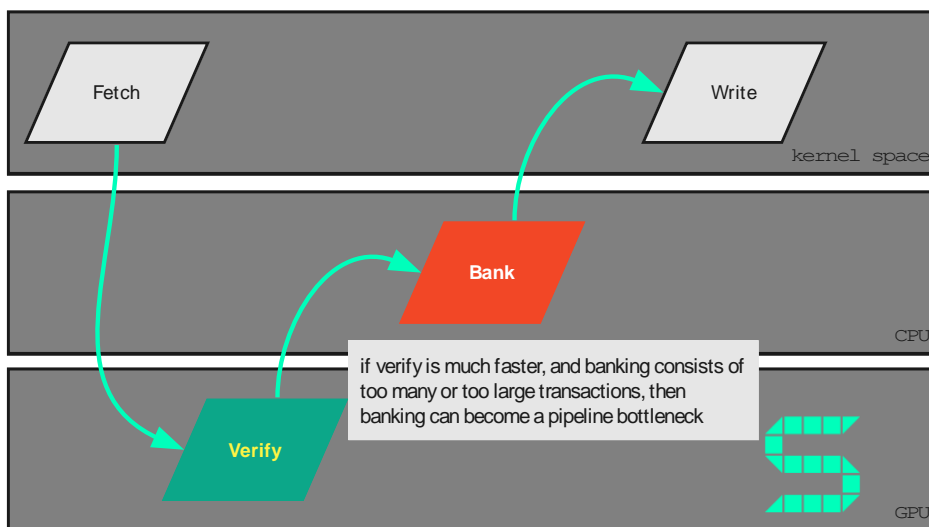 Fetch
Write
kernel space
Bank
CPU
if verify is much faster, and banking consists of
too many or too large transactions, then
banking can become a pipeline bottleneck
Verify
S
GPU